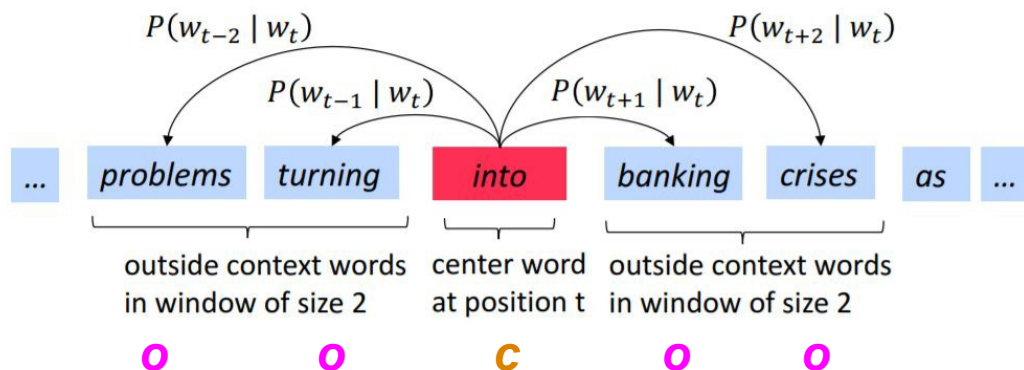 P(w_{t-2} | w_t) P(w_{t+2} | w_t)
P(w_{t-1} | w_t) P(w_{t+1} | w_t)
... problems turning into banking crises as ...
outside context words center word outside context words
in window of size 2 at position t in window of size 2
o o c o o